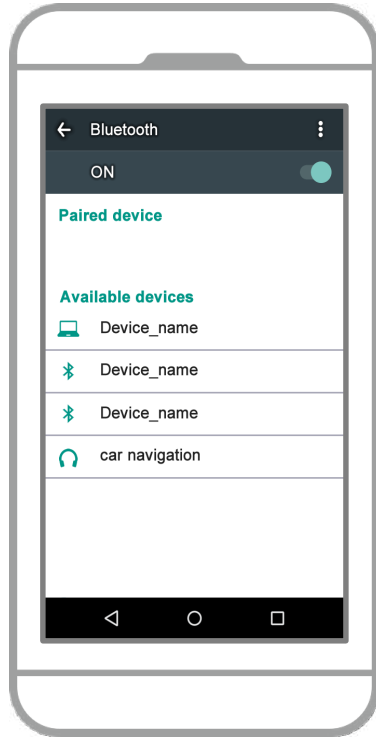 Bluetooth
ON
Paired device
Available devices
Device_name
Device_name
Device_name
car navigation